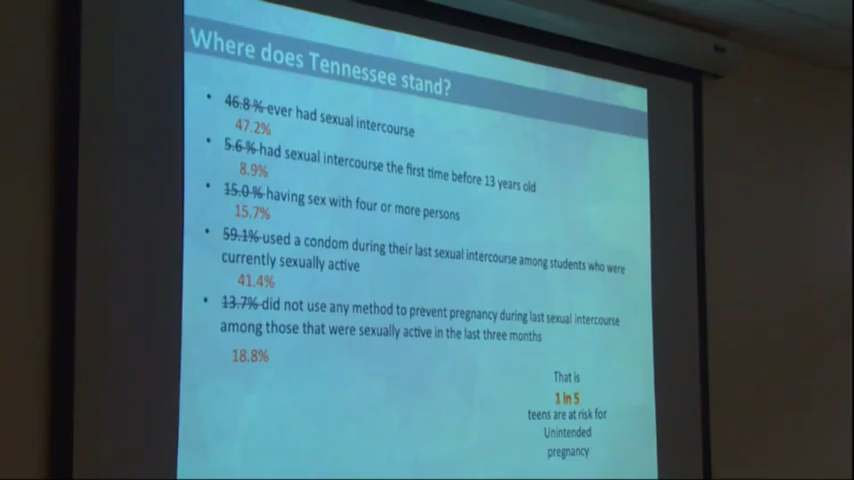 Where does Tennessee stand?
• 46.8 % ever had sexual intercourse
47.2%
• 5.6 % had sexual intercourse the first time before 13 years old
8.9%
• 15.0 % having sex with four or more persons
15.7%
• 59.1% used a condom during their last sexual intercourse among students who were
currently sexually active
41.4%
• 13.7% did not use any method to prevent pregnancy during last sexual intercourse
among those that were sexually active in the last three months
18.8%
That is
1 in 5
teens are at risk for
Unintended
pregnancy